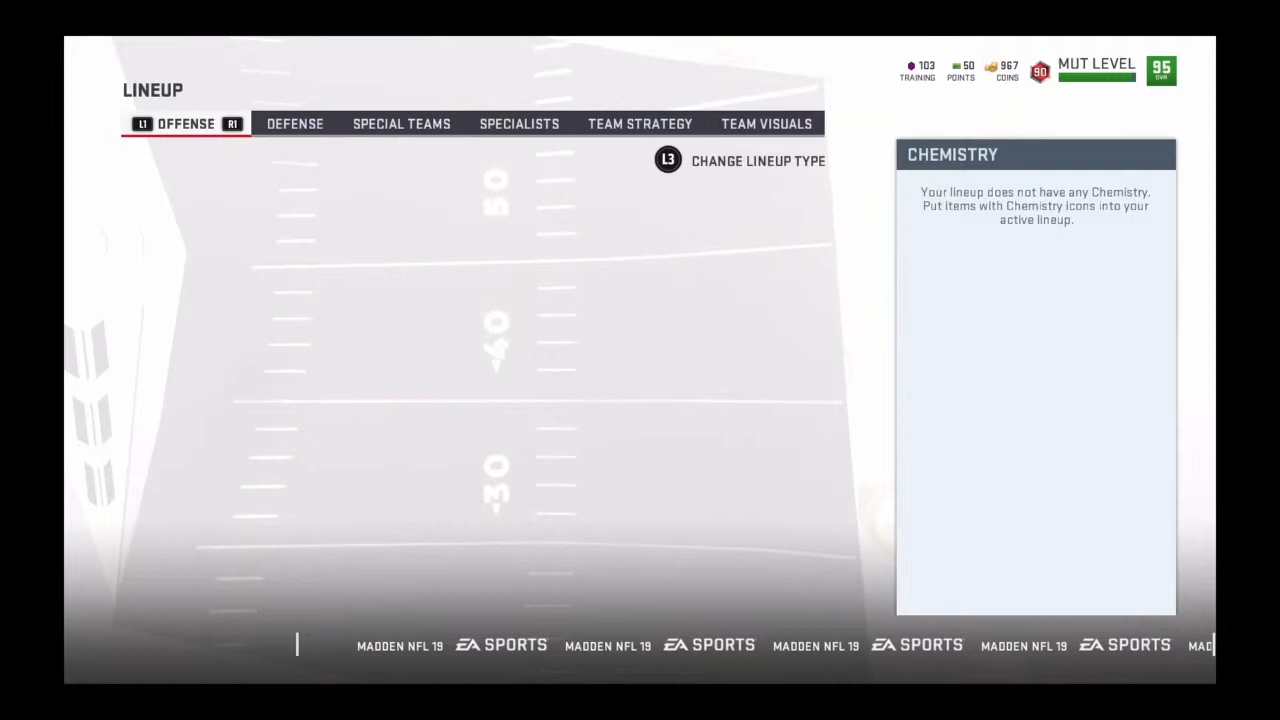 LINEUP
103 TRAINING
50 POINTS
967 COINS
90
MUT LEVEL
95 OVR
L1 OFFENSE R1 DEFENSE SPECIAL TEAMS SPECIALISTS TEAM STRATEGY TEAM VISUALS
L3 CHANGE LINEUP TYPE
CHEMISTRY
Your lineup does not have any Chemistry.
Put items with Chemistry icons into your
active lineup.
50
40
30
MADDEN NFL 19 EA SPORTS MADDEN NFL 19 EA SPORTS MADDEN NFL 19 EA SPORTS MADDEN NFL 19 EA SPORTS MAD